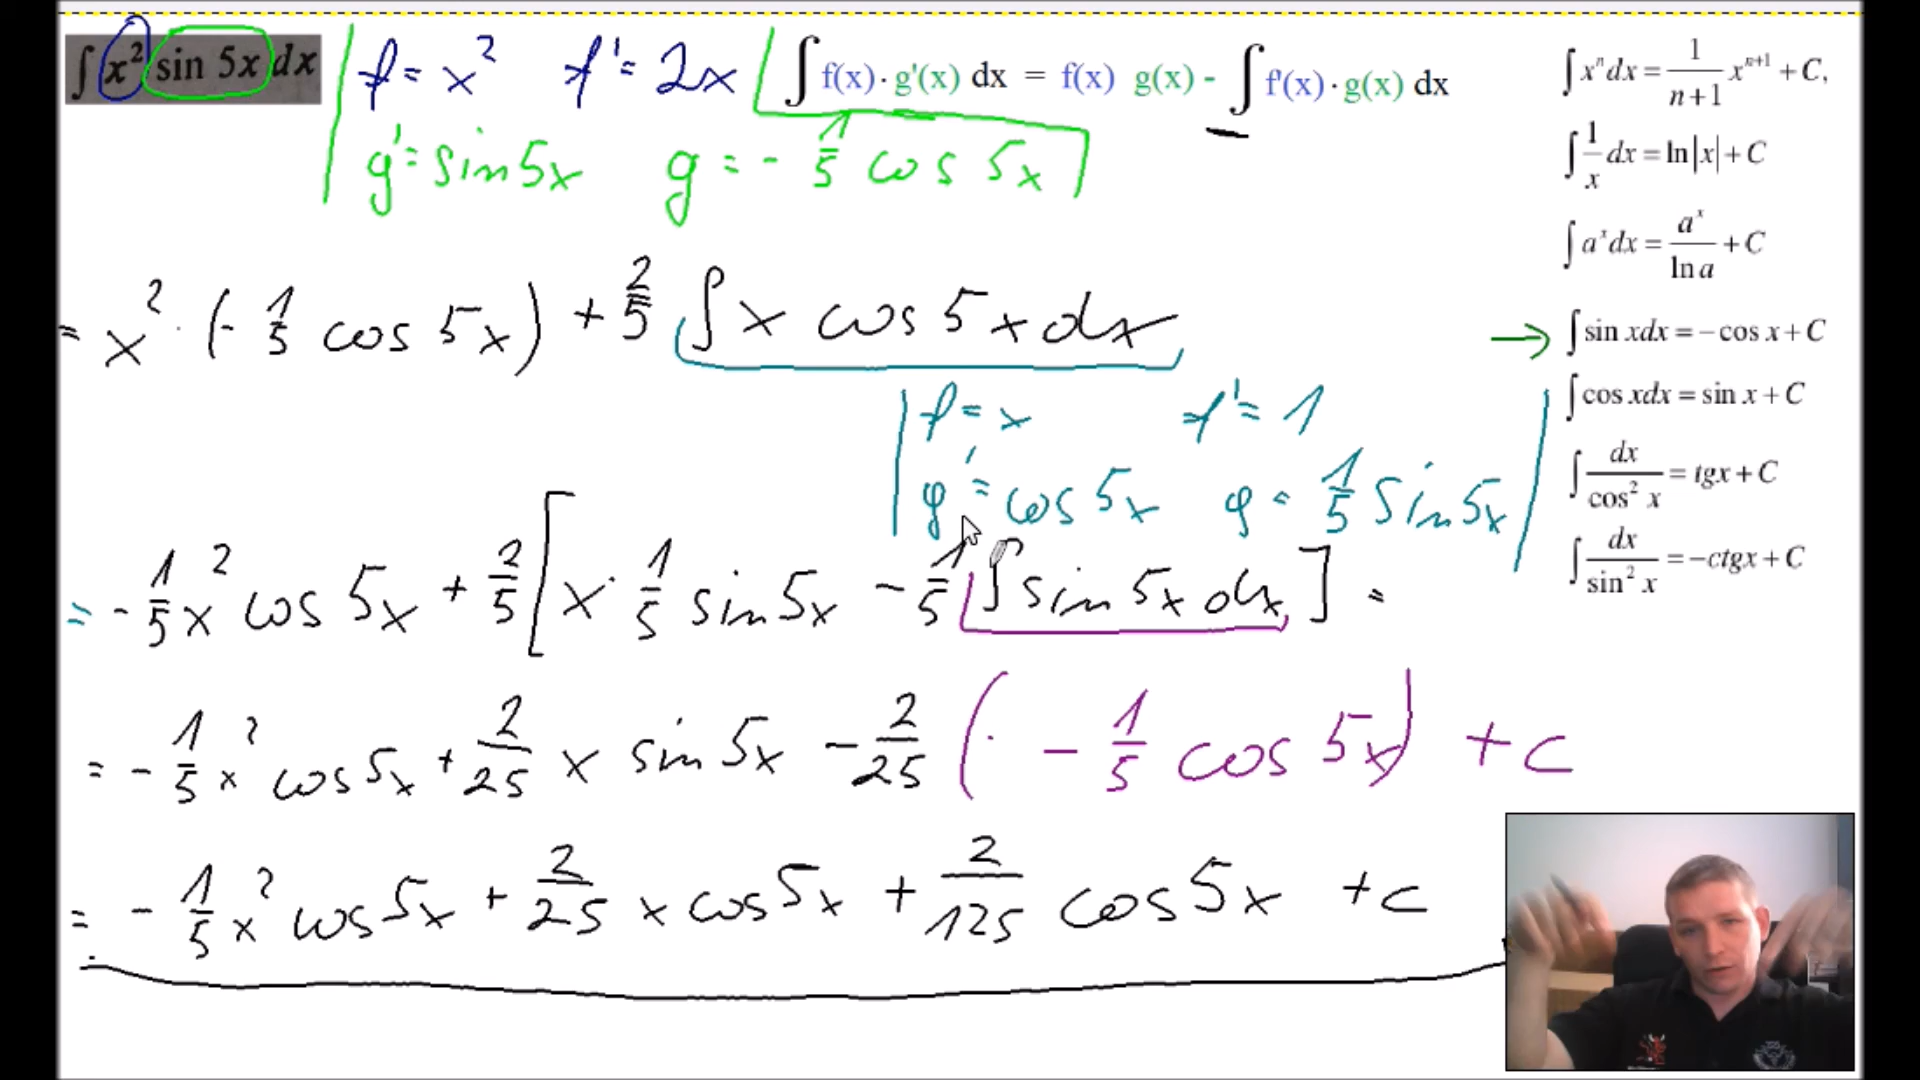 ∫ x² sin 5x dx
f = x² f' = 2x
g' = sin 5x g = - 1/5 cos 5x
∫ f(x) · g'(x) dx = f(x) g(x) - ∫ f'(x) · g(x) dx
= x² · (- 1/5 cos 5x) + 2/5 ∫ x cos 5x dx
f = x f' = 1
g' = cos 5x g = 1/5 sin 5x
= - 1/5 x² cos 5x + 2/5 [ x · 1/5 sin 5x - 1/5 ∫ sin 5x dx ] =
= - 1/5 x² cos 5x + 2/25 x sin 5x - 2/25 ( - 1/5 cos 5x ) + c
= - 1/5 x² cos 5x + 2/25 x cos 5x + 2/125 cos 5x + c
∫ xⁿ dx = 1/(n+1) xⁿ⁺¹ + C,
∫ 1/x dx = ln|x| + C
∫ aˣ dx = aˣ/ln a + C
→ ∫ sin xdx = – cos x + C
∫ cos xdx = sin x + C
∫ dx/cos² x = tgx + C
∫ dx/sin² x = –ctgx + C